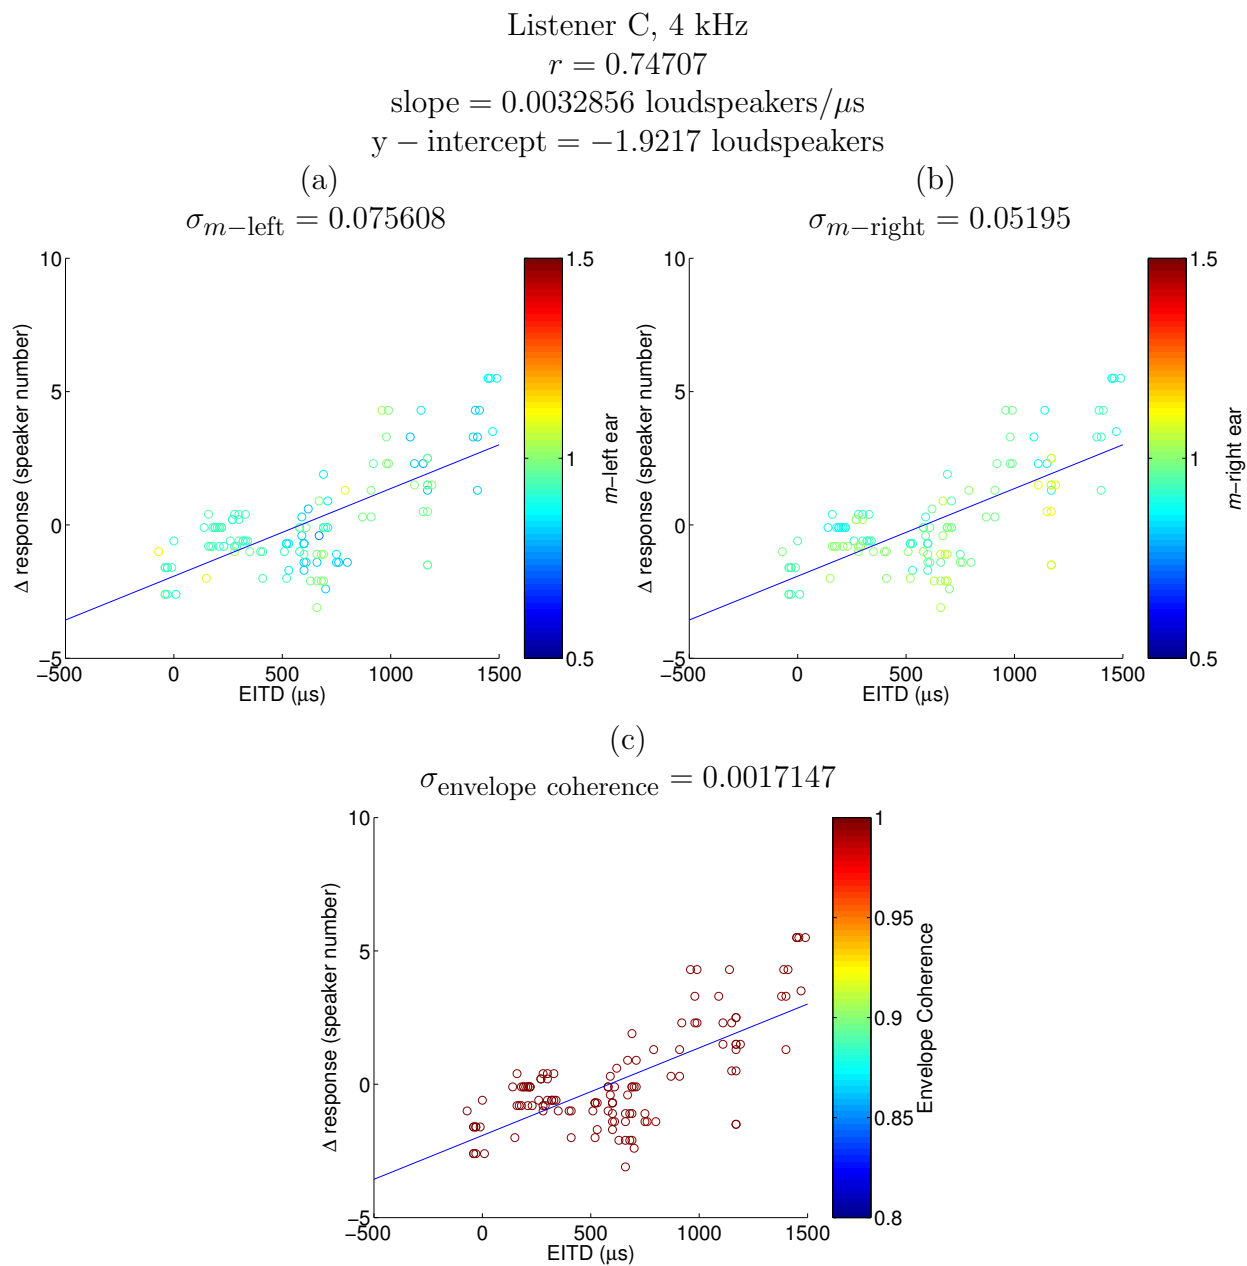 Listener C, 4 kHz
r = 0.74707
slope = 0.0032856 loudspeakers/μs
y − intercept = −1.9217 loudspeakers
(a)
σm−left = 0.075608
10
5
0
−5
−500
0
500
1000
1500
EITD (μs)
Δ response (speaker number)
1.5
1
0.5
m−left ear
(b)
σm−right = 0.05195
10
5
0
−5
−500
0
500
1000
1500
EITD (μs)
Δ response (speaker number)
1.5
1
0.5
m−right ear
(c)
σenvelope coherence = 0.0017147
10
5
0
−5
−500
0
500
1000
1500
EITD (μs)
Δ response (speaker number)
1
0.95
0.9
0.85
0.8
Envelope Coherence